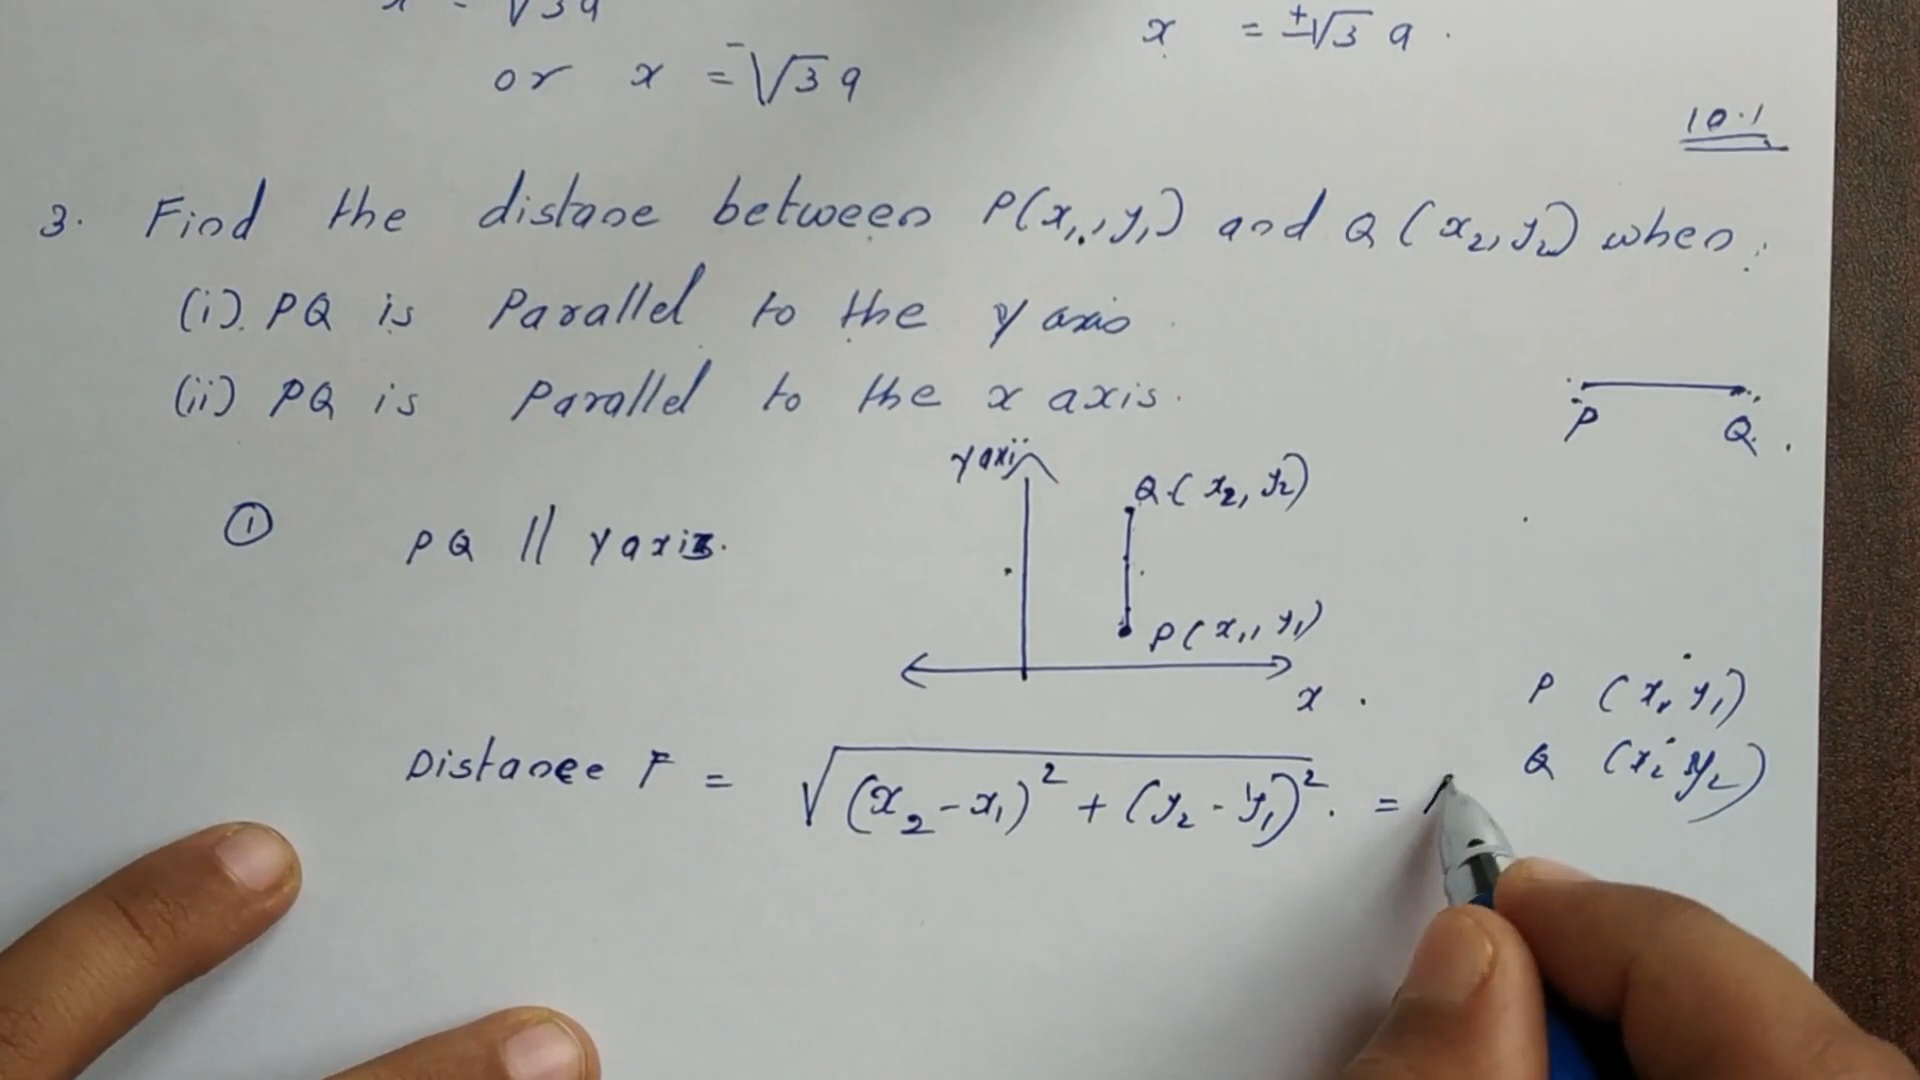 x = √3 a
or x = -√3 a
x = ±√3 a.
10.1
3. Find the distane between P(x₁, y₁) and Q(x₂, y₂) when:
(i). PQ is Parallel to the y axis.
(ii) PQ is Parallel to the x axis.
P Q.
① PQ || y axis.
y axis
Q(x₂, y₂)
P(x₁, y₁)
x
P (x₁, y₁)
Q (x₂ y₂)
Distance F = √(x₂ - x₁)² + (y₂ - y₁)². =